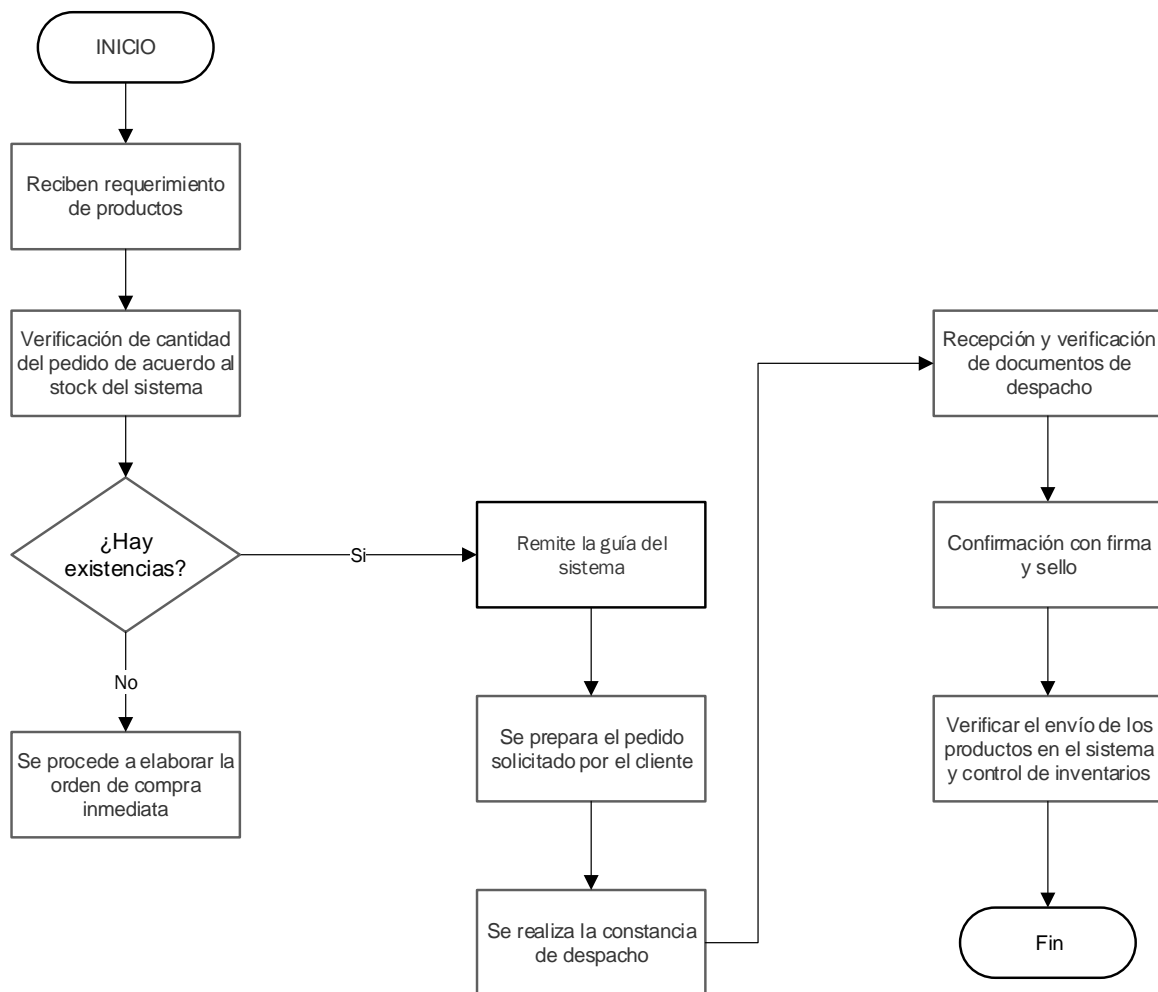 INICIO
Reciben requerimiento
de productos
Verificación de cantidad
del pedido de acuerdo al
stock del sistema
¿Hay
existencias?
Si
No
Se procede a elaborar la
orden de compra
inmediata
Remite la guía del
sistema
Se prepara el pedido
solicitado por el cliente
Se realiza la constancia
de despacho
Recepción y verificación
de documentos de
despacho
Confirmación con firma
y sello
Verificar el envío de los
productos en el sistema
y control de inventarios
Fin